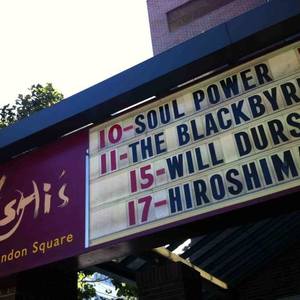 10-SOUL POWER
11-THE BLACKBYR
15-WILL DURS
17-HIROSHIM
shi's
ndon Square